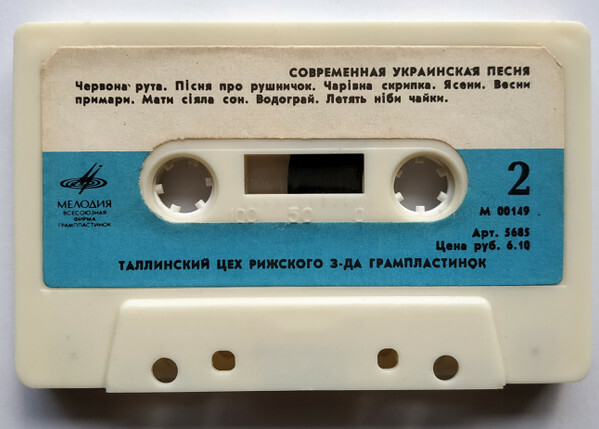 СОВРЕМЕННАЯ УКРАИНСКАЯ ПЕСНЯ
Червона рута. Пісня про рушничок. Чарівна скрипка. Ясени. Весни
примари. Мати сіяла сон. Водограй. Летять ніби чайки.
МЕЛОДИЯ
ВСЕСОЮЗНАЯ
ФИРМА
ГРАМПЛАСТИНОК
100 50 0
2
М 00149
Арт. 5685
Цена руб. 6.10
ТАЛЛИНСКИЙ ЦЕХ РИЖСКОГО З-ДА ГРАМПЛАСТИНОК